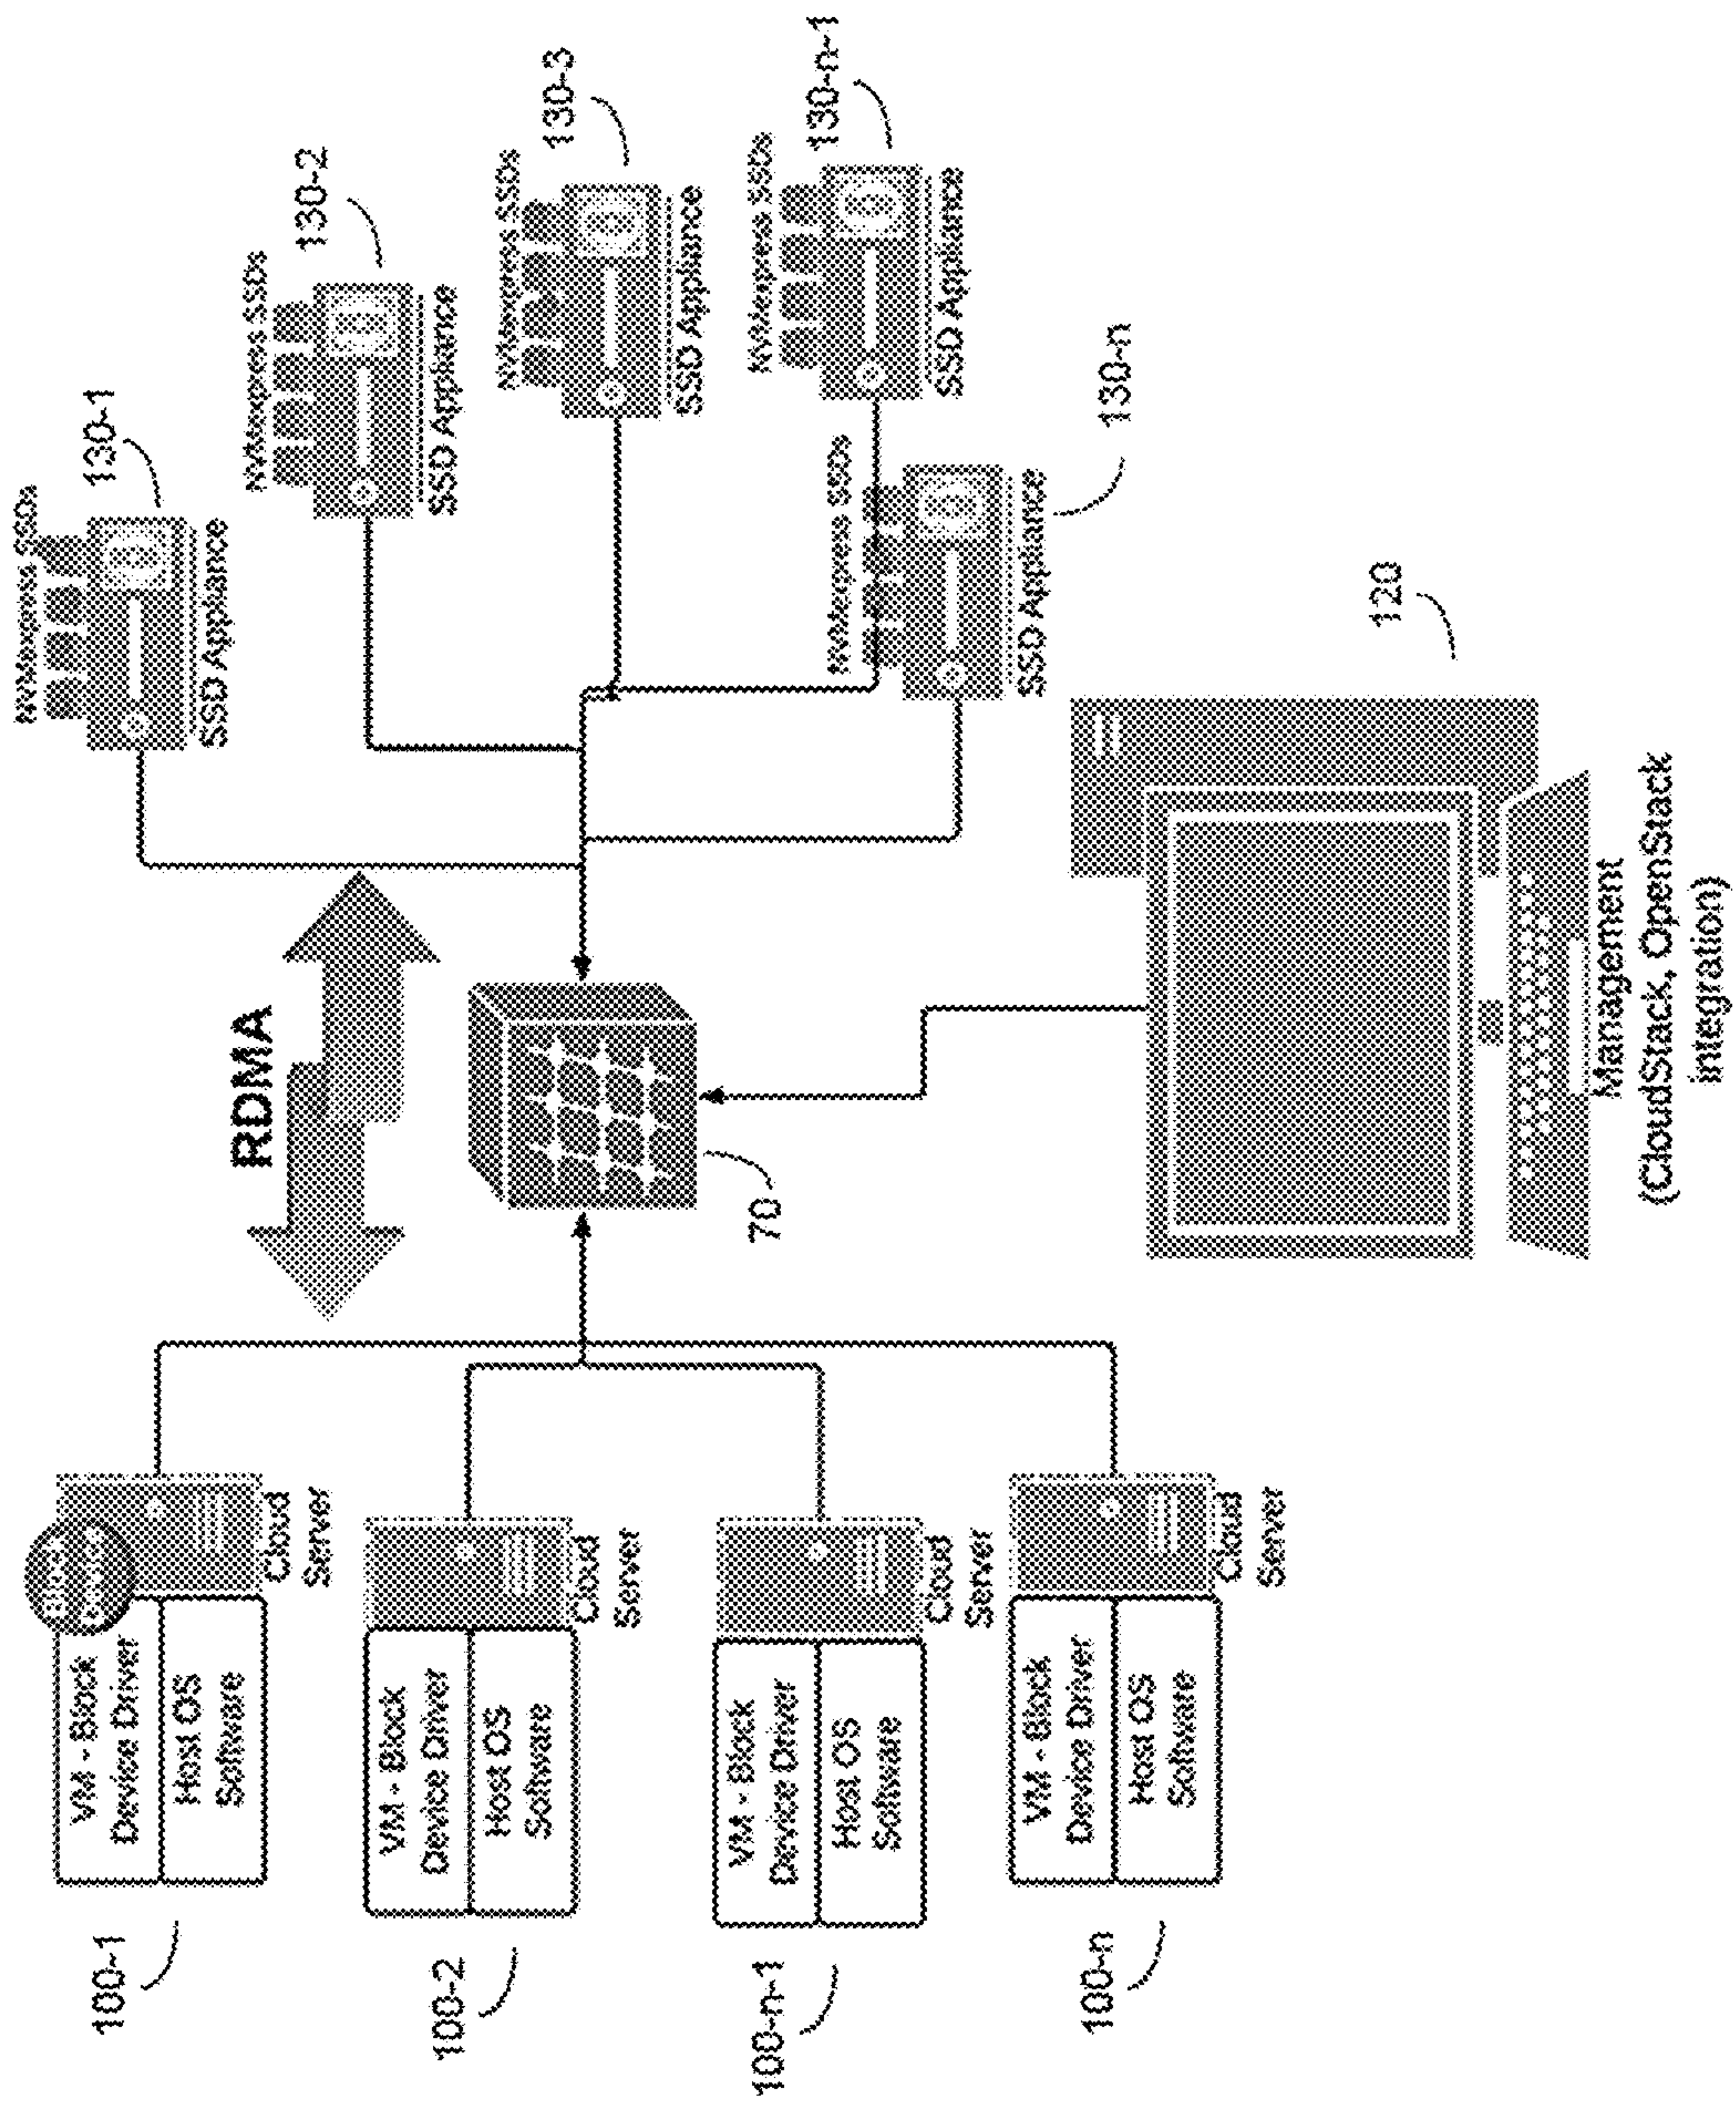 100-1
VM - Block
Device Driver
Host OS
Software
Block
Device
Cloud
Server
100-2
VM - Block
Device Driver
Host OS
Software
Cloud
Server
100-n-1
VM - Block
Device Driver
Host OS
Software
Cloud
Server
100-n
VM - Block
Device Driver
Host OS
Software
Cloud
Server
RDMA
70
NVMexpress SSDs
SSD Appliance
130-1
NVMexpress SSDs
SSD Appliance
130-2
NVMexpress SSDs
SSD Appliance
130-3
NVMexpress SSDs
SSD Appliance
130-n-1
NVMexpress SSDs
SSD Appliance
130-n
120
Management
(CloudStack, OpenStack
integration)